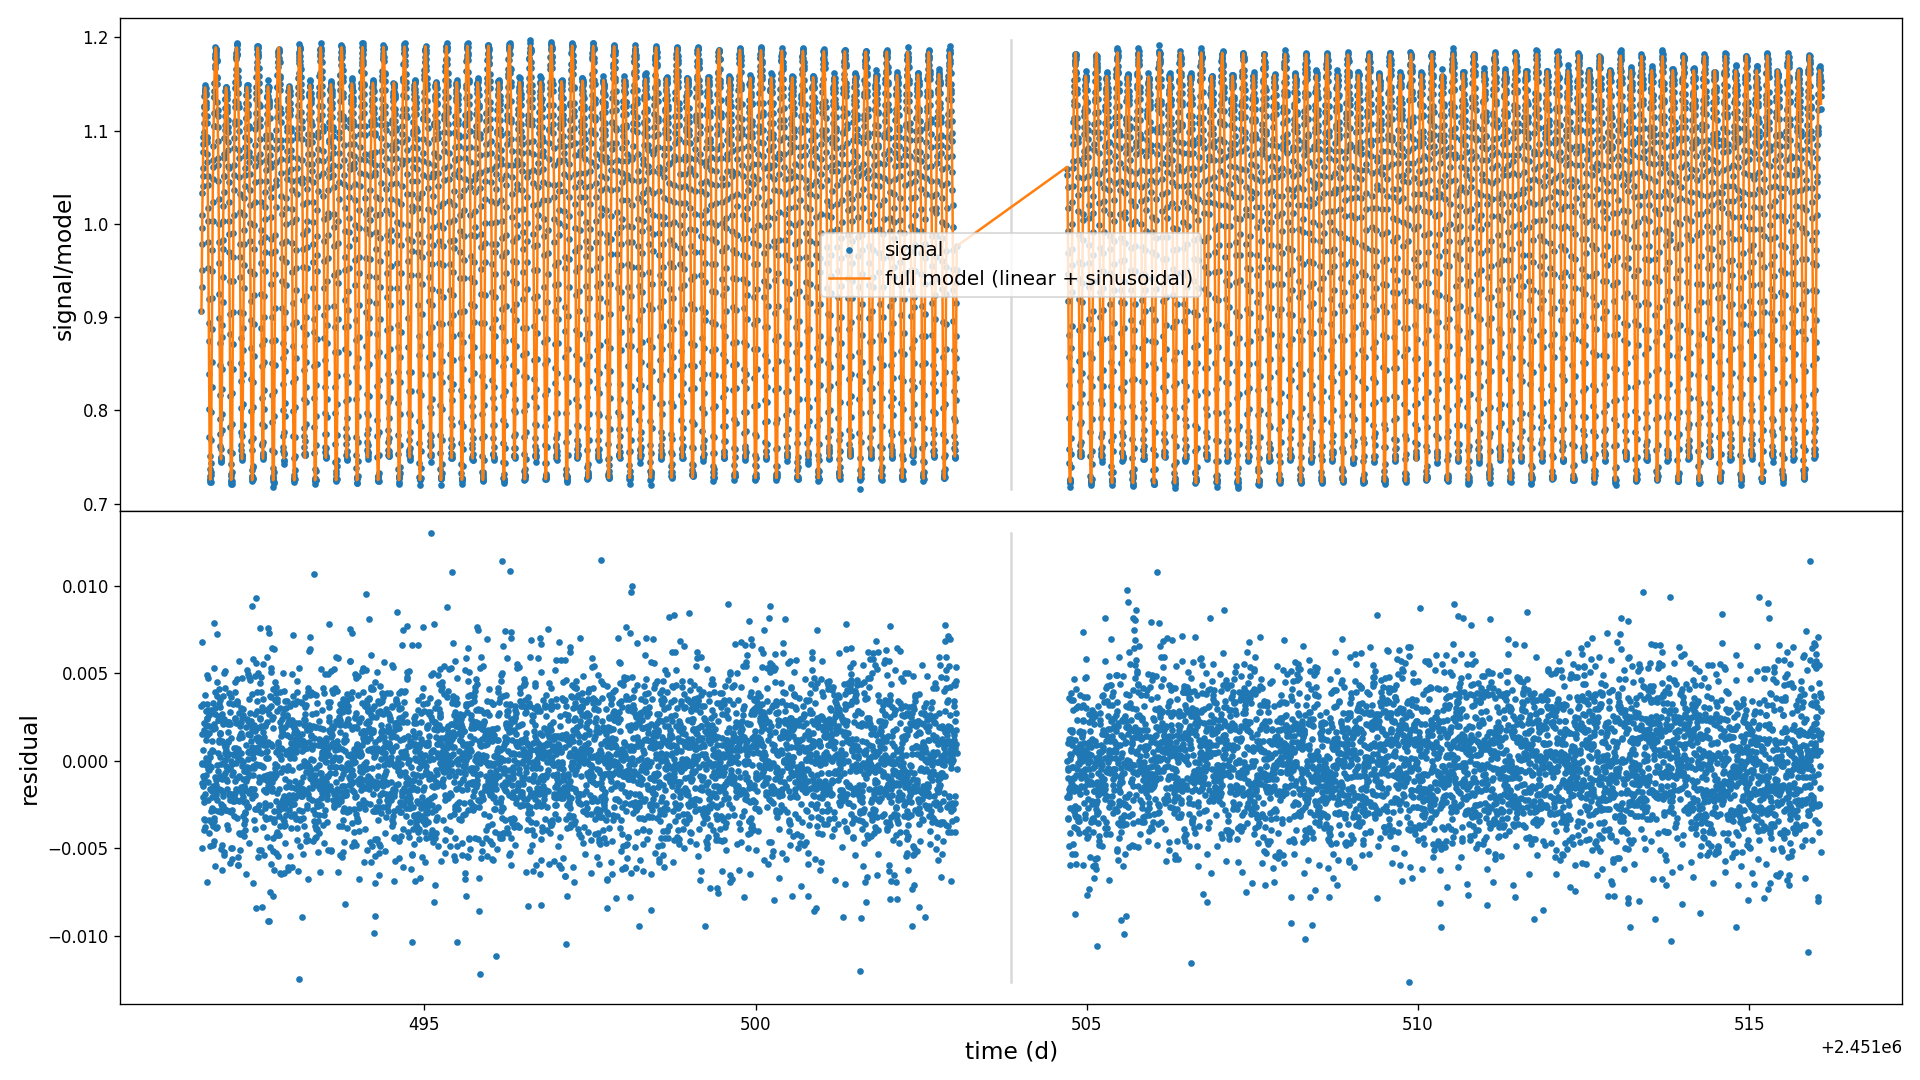 1.2
1.1
1.0
0.9
0.8
0.7
signal/model
signal
full model (linear + sinusoidal)
0.010
0.005
0.000
−0.005
−0.010
residual
495
500
505
510
515
time (d)
+2.451e6